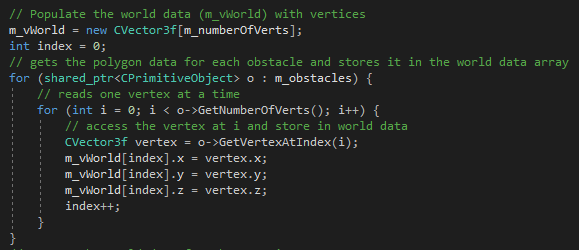 // Populate the world data (m_vWorld) with vertices
m_vWorld = new CVector3f[m_numberOfVerts];
int index = 0;
// gets the polygon data for each obstacle and stores it in the world data array
for (shared_ptr<CPrimitiveObject> o : m_obstacles) {
// reads one vertex at a time
for (int i = 0; i < o->GetNumberOfVerts(); i++) {
// access the vertex at i and store in world data
CVector3f vertex = o->GetVertexAtIndex(i);
m_vWorld[index].x = vertex.x;
m_vWorld[index].y = vertex.y;
m_vWorld[index].z = vertex.z;
index++;
}
}